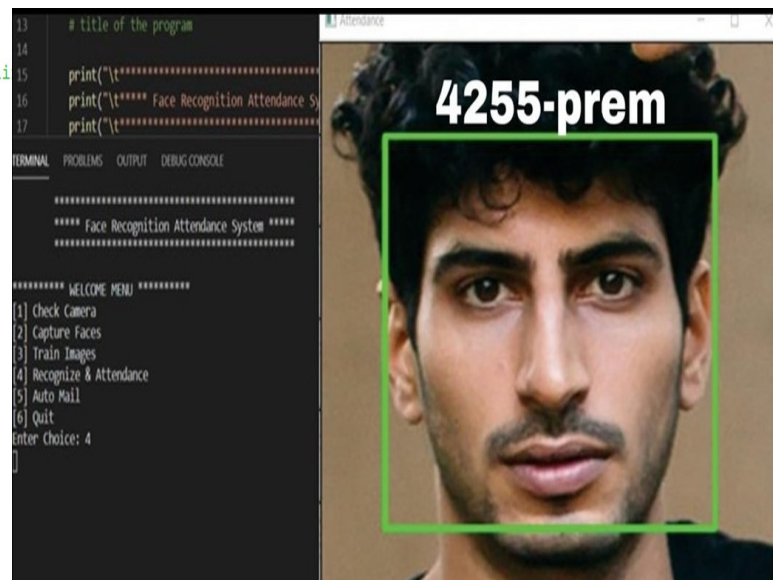 13 # title of the program
14
15 print("\t**********************************
16 print("\t***** Face Recognition Attendance Sy
17 print("\t**********************************
TERMINAL PROBLEMS OUTPUT DEBUG CONSOLE
****************************************
***** Face Recognition Attendance System *****
****************************************
********** WELCOME MENU **********
[1] Check Camera
[2] Capture Faces
[3] Train Images
[4] Recognize & Attendance
[5] Auto Mail
[6] Quit
Enter Choice: 4
Attendance
4255-prem